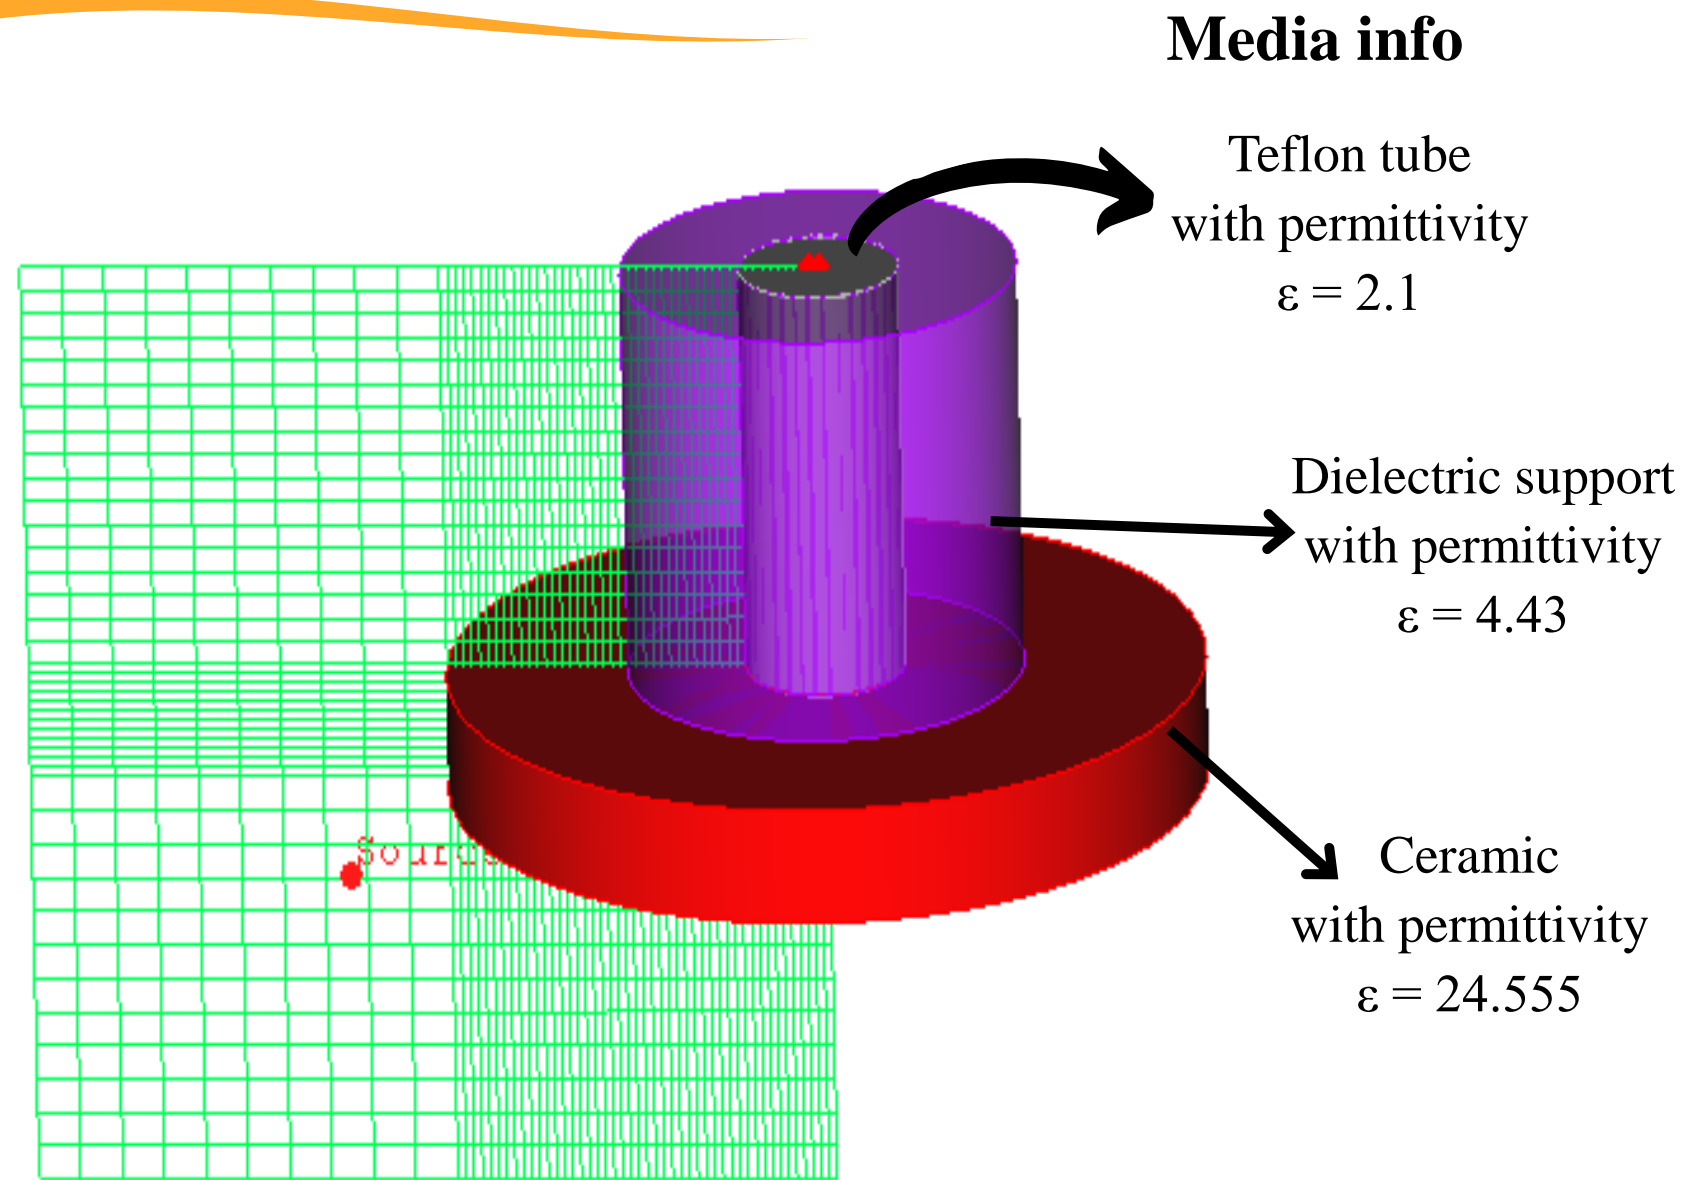 Media info
Teflon tube
with permittivity
ε = 2.1
Dielectric support
with permittivity
ε = 4.43
Ceramic
with permittivity
ε = 24.555